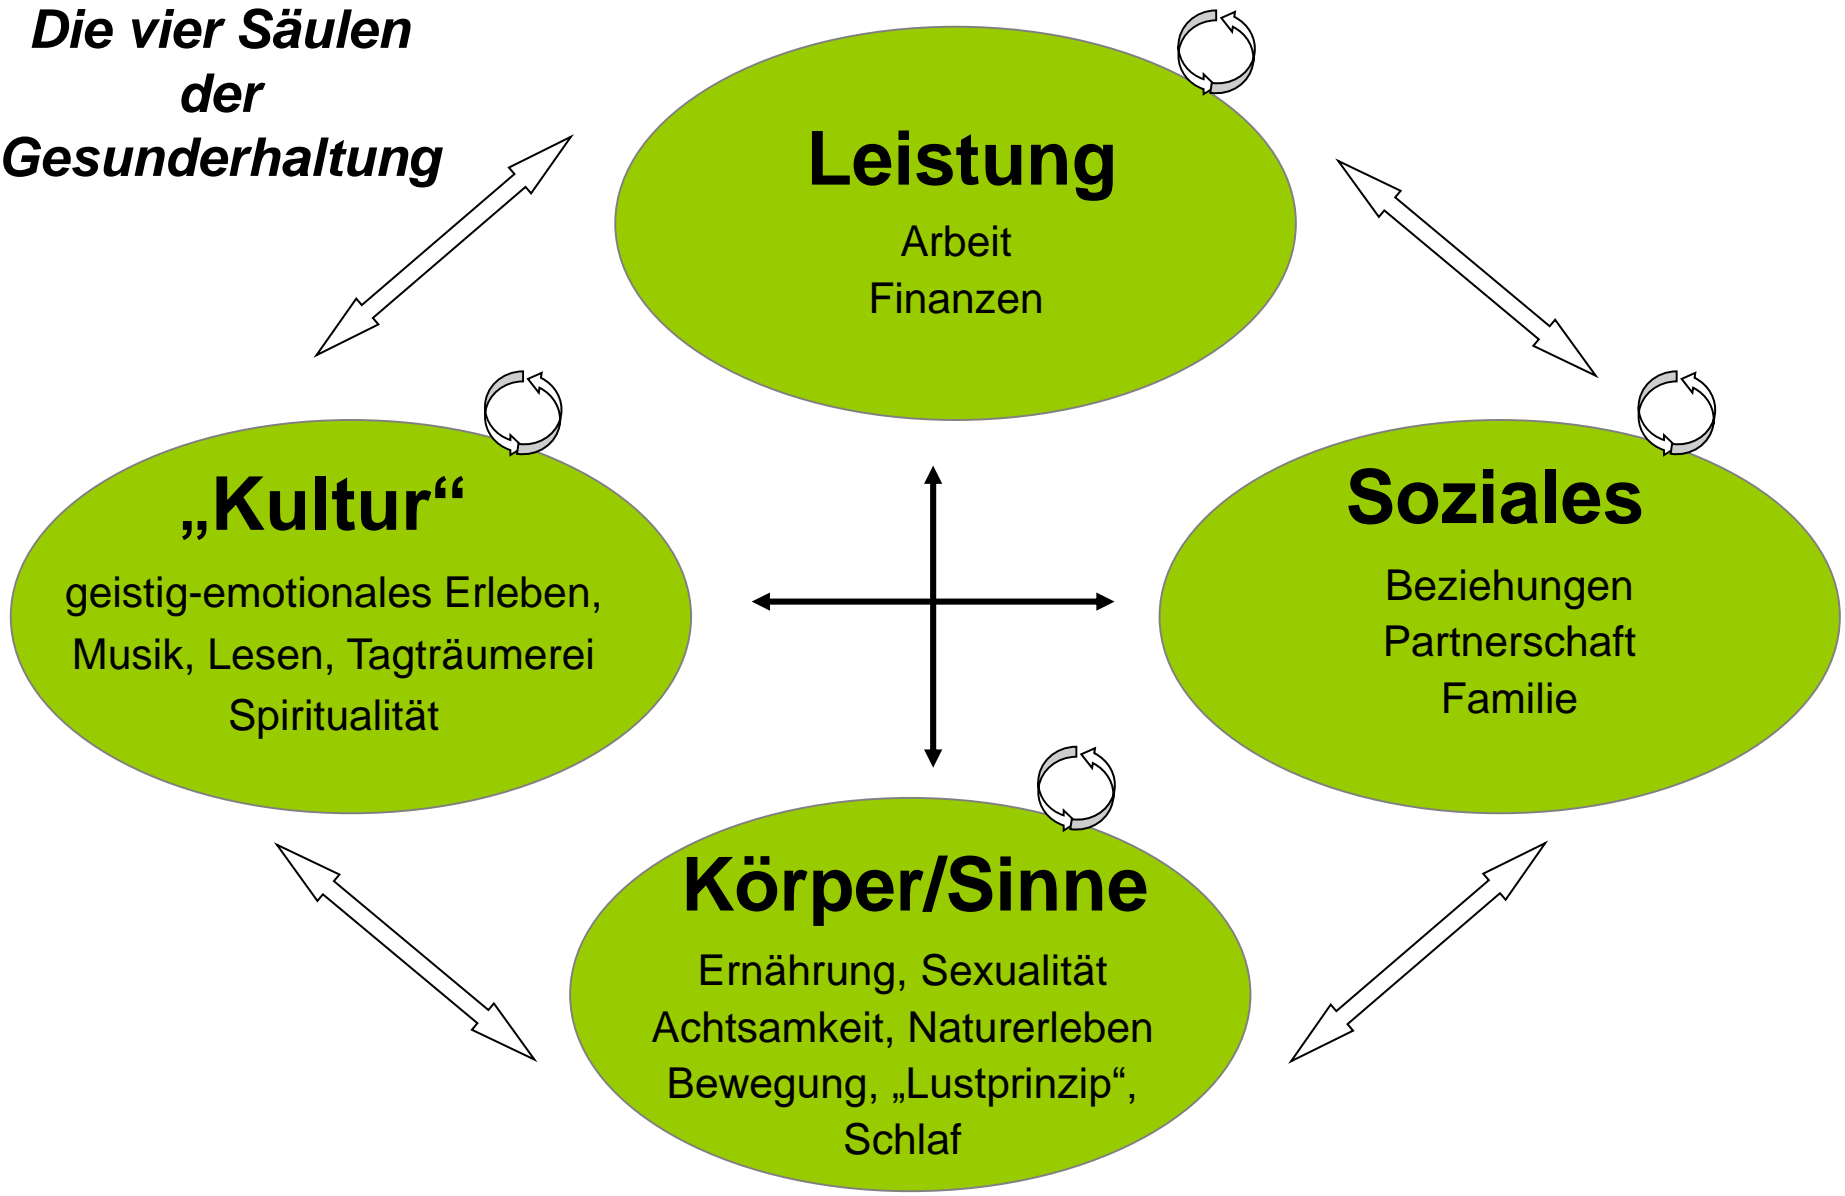 Die vier Säulen
der
Gesunderhaltung
Leistung
Arbeit
Finanzen
„Kultur“
geistig-emotionales Erleben,
Musik, Lesen, Tagträumerei
Spiritualität
Soziales
Beziehungen
Partnerschaft
Familie
Körper/Sinne
Ernährung, Sexualität
Achtsamkeit, Naturerleben
Bewegung, „Lustprinzip“,
Schlaf